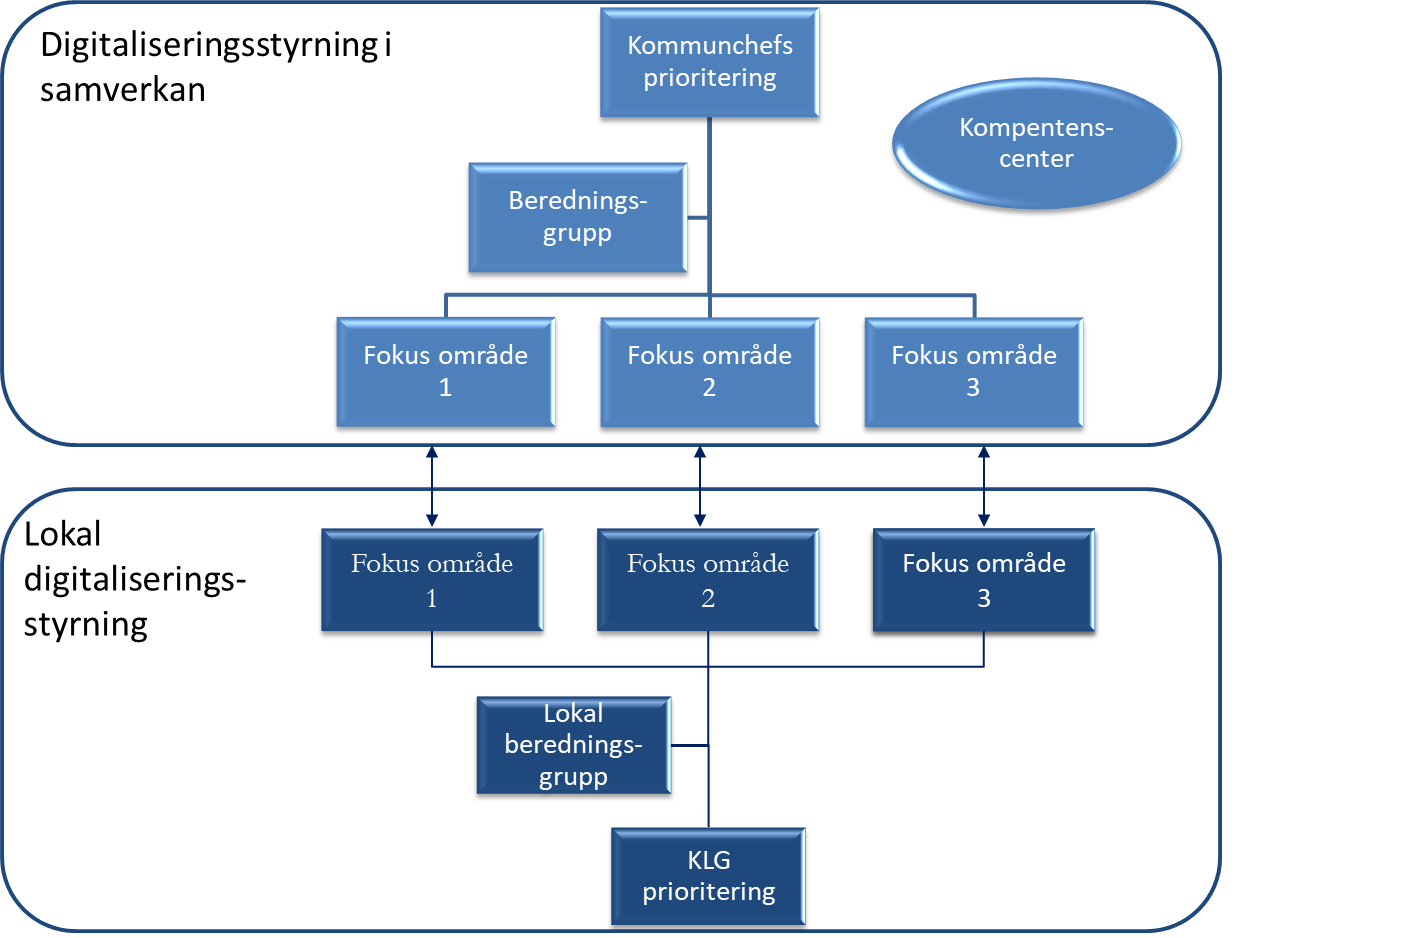 Digitaliseringsstyrning i
samverkan
Kommunchefs
prioritering
Kompentens-
center
Berednings-
grupp
Fokus område
1
Fokus område
2
Fokus område
3
Lokal
digitaliserings-
styrning
Fokus område
1
Fokus område
2
Fokus område
3
Lokal
berednings-
grupp
KLG
prioritering